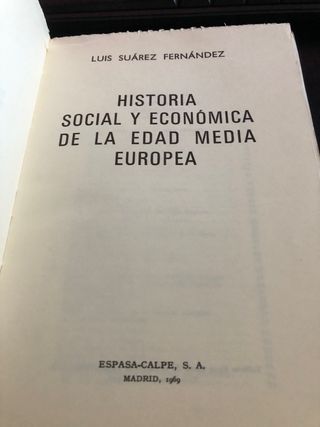 LUIS SUÁREZ FERNÁNDEZ
HISTORIA
SOCIAL Y ECONÓMICA
DE LA EDAD MEDIA
EUROPEA
ESPASA-CALPE, S. A.
MADRID, 1969